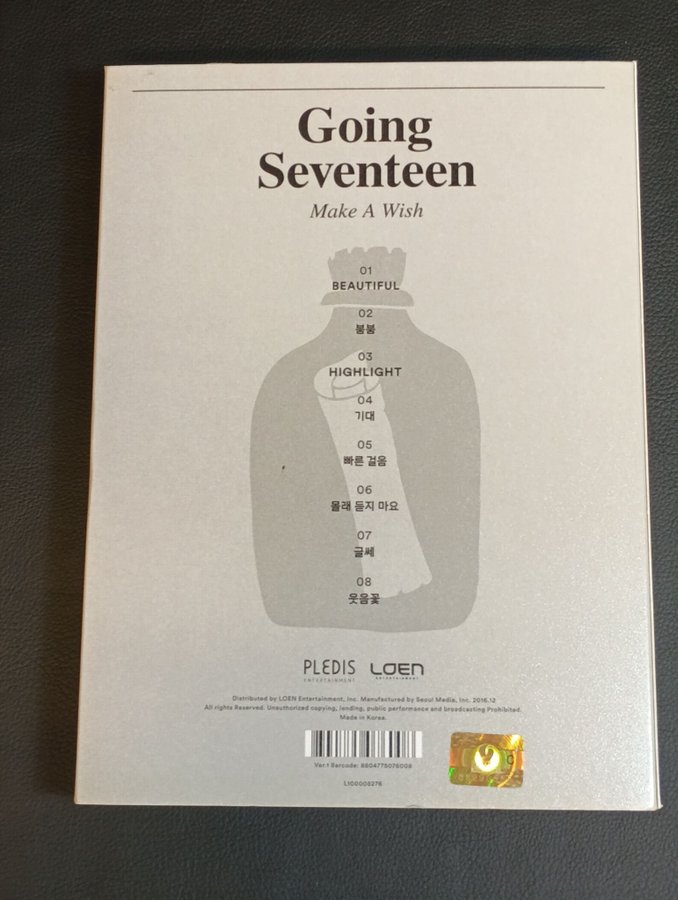 Going
Seventeen
Make A Wish
01
BEAUTIFUL
02
붐붐
03
HIGHLIGHT
04
기대
05
빠른 걸음
06
몰래 듣지 마요
07
글쎄
08
웃음꽃
PLEDIS
ENTERTAINMENT
LOEN
ENTERTAINMENT
Distributed by LOEN Entertainment, Inc. Manufactured by Seoul Media, Inc. 2016.12
All rights Reserved. Unauthorized copying, lending, public performance and broadcasting Prohibited.
Made in Korea.
Ver.1 Barcode: 8804775076008
L100005276